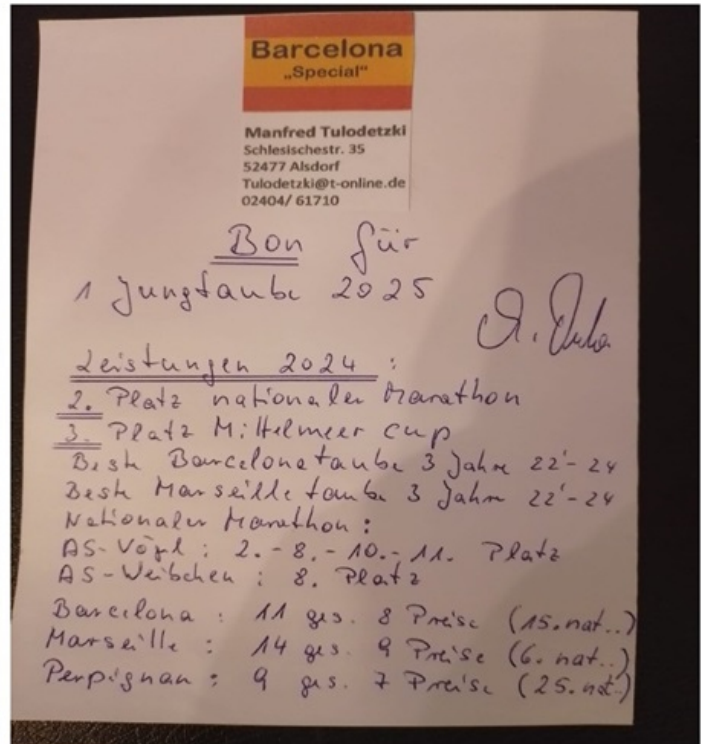 Barcelona
„Special"
Manfred Tulodetzki
Schlesischestr. 35
52477 Alsdorf
Tulodetzki@t-online.de
02404/ 61710
Bon für
1 Jungtaube 2025
Leistungen 2024 :
2. Platz nationaler Marathon
3. Platz Mittelmeer cup
Beste Barcelonataube 3 Jahre 22'- 24
Beste Marseilletaube 3 Jahre 22'- 24
Nationaler Marathon :
AS-Vögel : 2. - 8. - 10. - 11. Platz
AS-Weibchen : 8. Platz
Barcelona : 11 ges. 8 Preise (15. nat..)
Marseille : 14 ges. 9 Preise (6. nat..)
Perpignan : 9 ges. 7 Preise (25. nat.)